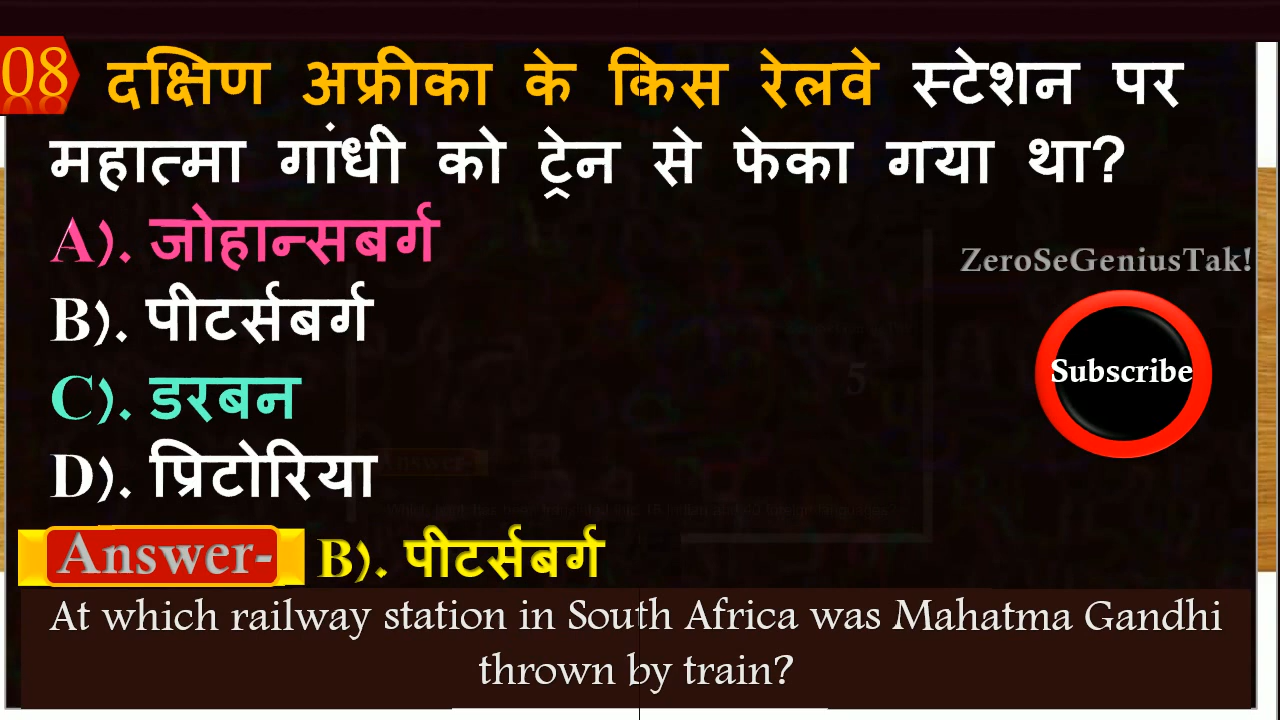 08 दक्षिण अफ्रीका के किस रेलवे स्टेशन पर
महात्मा गांधी को ट्रेन से फेका गया था?
A). जोहान्सबर्ग
ZeroSeGeniusTak!
B). पीटर्सबर्ग
Subscribe
C). डरबन
D). प्रिटोरिया
Answer- B). पीटर्सबर्ग
At which railway station in South Africa was Mahatma Gandhi
thrown by train?